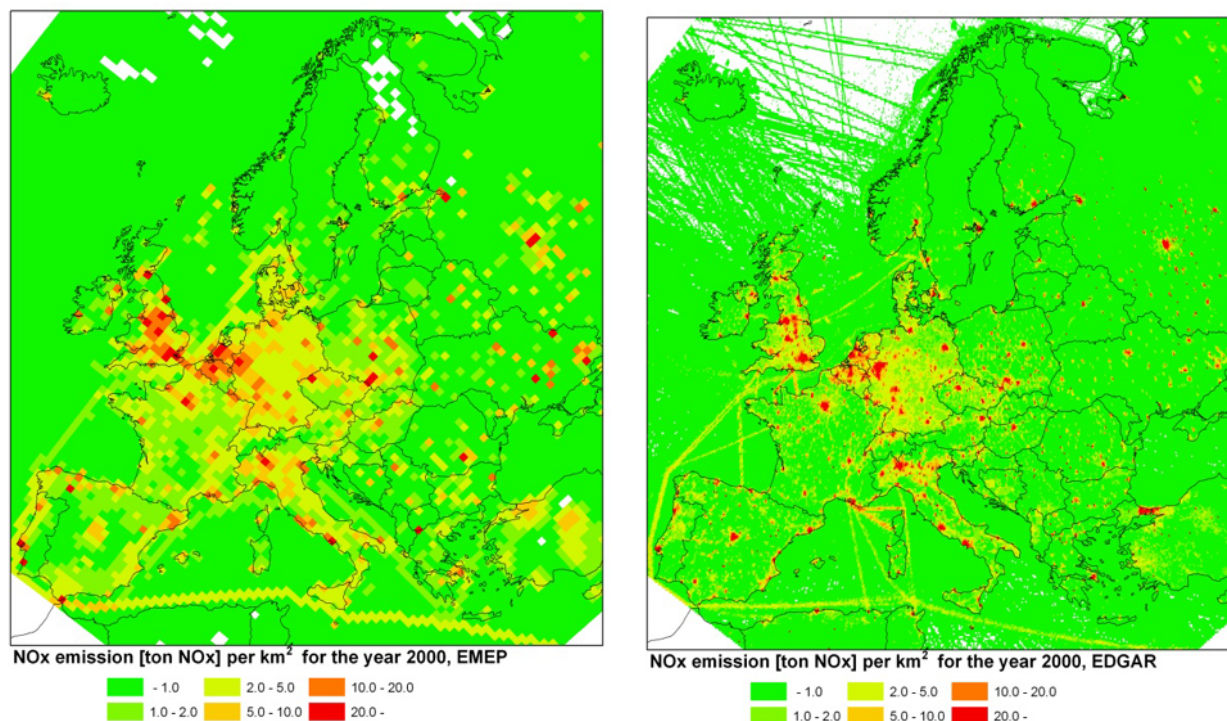 NOx emission [ton NOx] per km² for the year 2000, EMEP
- 1.0 2.0 - 5.0 10.0 - 20.0
1.0 - 2.0 5.0 - 10.0 20.0 -
NOx emission [ton NOx] per km² for the year 2000, EDGAR
- 1.0 2.0 - 5.0 10.0 - 20.0
1.0 - 2.0 5.0 - 10.0 20.0 -